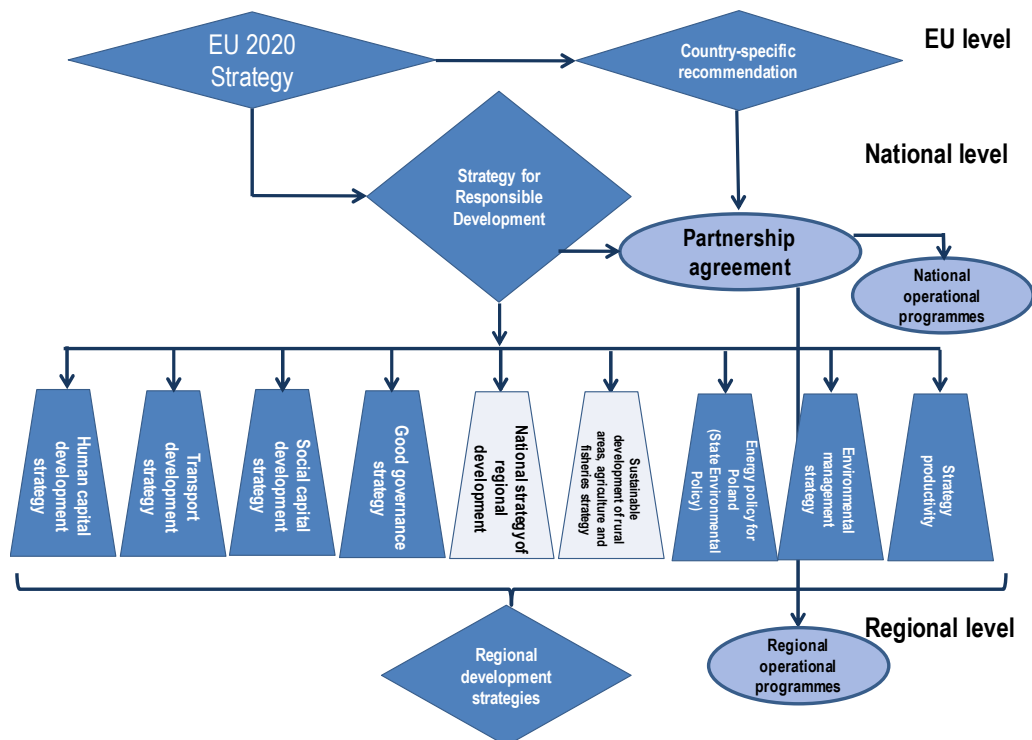 EU 2020
Strategy
Country-specific
recommendation
EU level
National level
Strategy for
Responsible
Development
Partnership
agreement
National
operational
programmes
Human capital
development
strategy
Transport
development
strategy
Social capital
development
strategy
Good governance
strategy
National strategy of
regional
development
Sustainable
development of rural
areas, agriculture and
fisheries strategy
Energy policy for
Poland
(State Environmental
Policy)
Environmental
management
strategy
Strategy
productivity
Regional level
Regional
development
strategies
Regional
operational
programmes